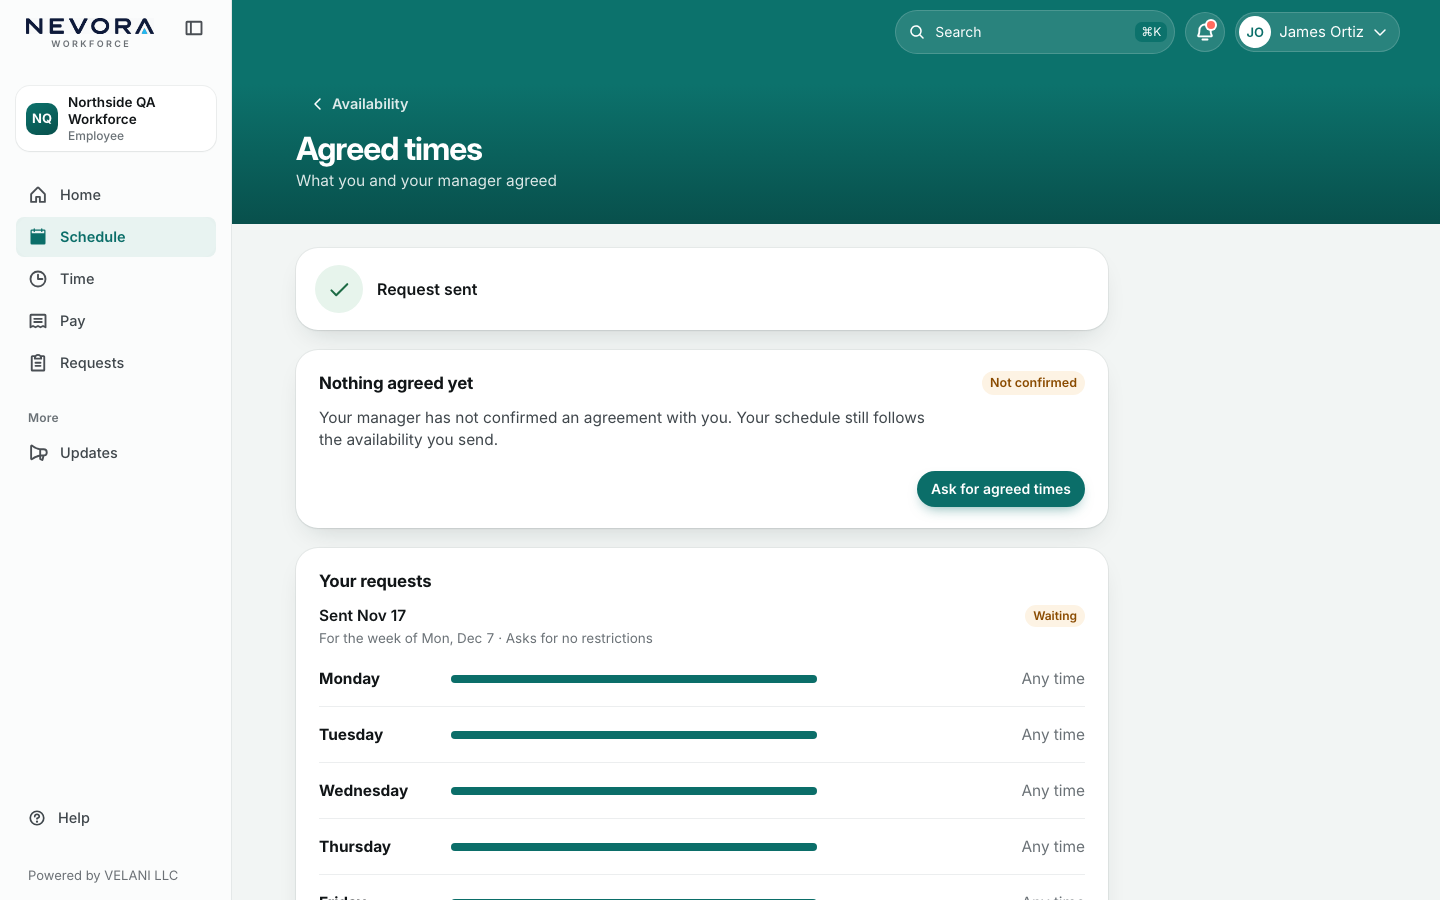 NEVORA
WORKFORCE
Search
⌘K
JO
James Ortiz
NQ
Northside QA
Workforce
Employee
Availability
Agreed times
What you and your manager agreed
Home
Schedule
Time
Pay
Requests
More
Updates
Help
Powered by VELANI LLC
Request sent
Nothing agreed yet
Not confirmed
Your manager has not confirmed an agreement with you. Your schedule still follows
the availability you send.
Ask for agreed times
Your requests
Sent Nov 17
Waiting
For the week of Mon, Dec 7 · Asks for no restrictions
Monday
Any time
Tuesday
Any time
Wednesday
Any time
Thursday
Any time
Friday
Any time